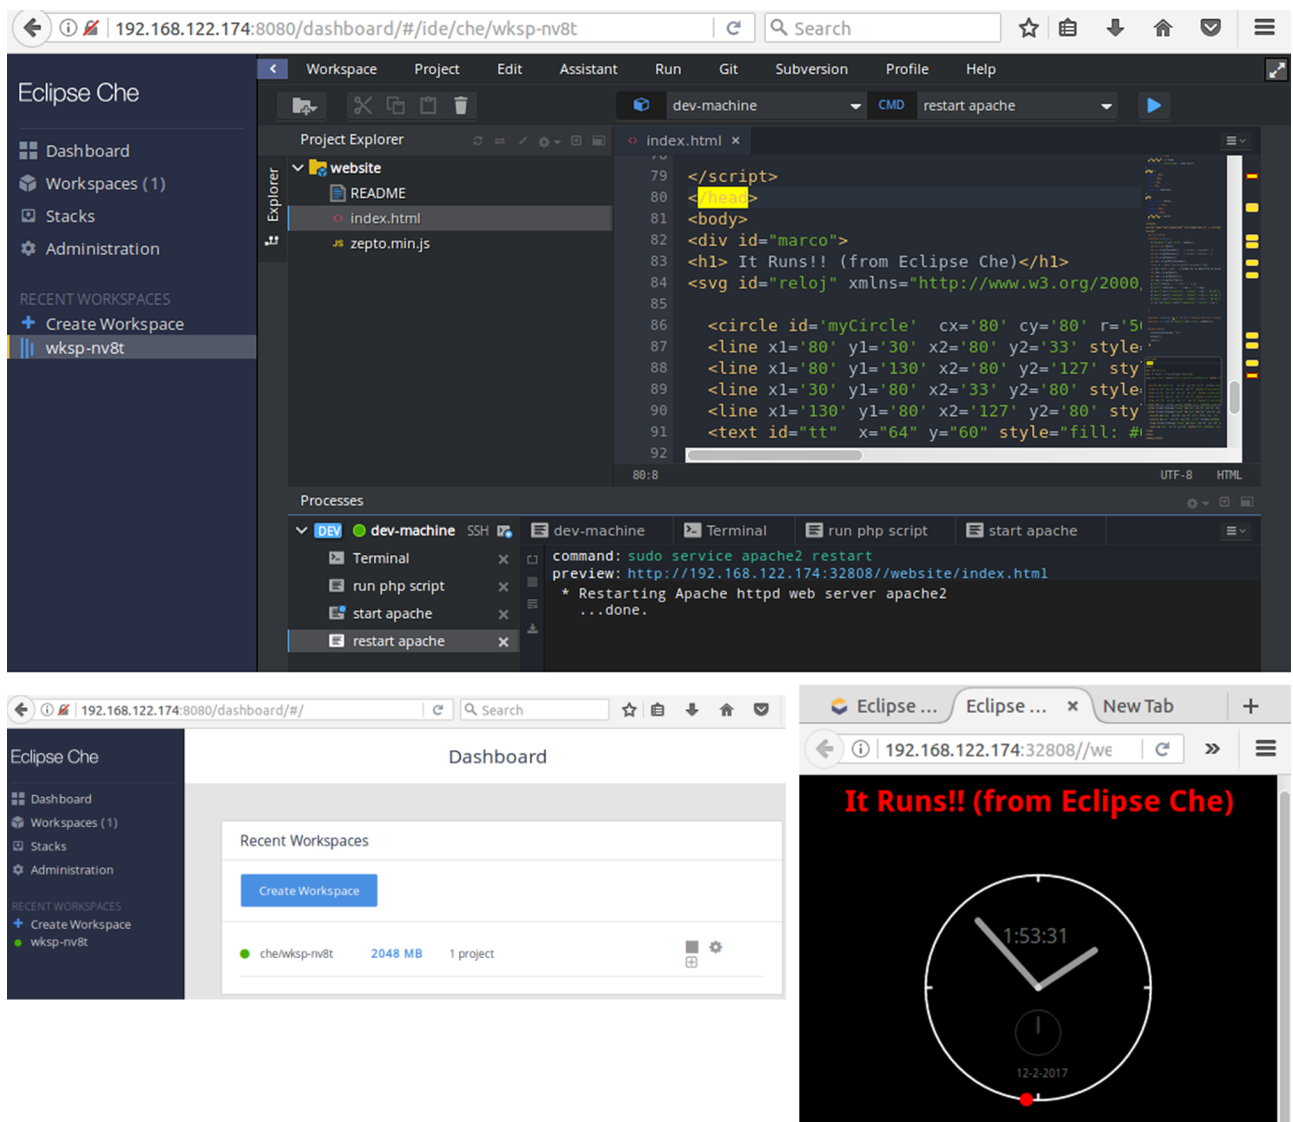 192.168.122.174:8080/dashboard/#/ide/che/wksp-nv8t
Search
Eclipse Che
Dashboard
Workspaces (1)
Stacks
Administration
RECENT WORKSPACES
Create Workspace
wksp-nv8t
Workspace Project Edit Assistant Run Git Subversion Profile Help
dev-machine
CMD
restart apache
Project Explorer
Explorer
website
README
index.html
JS zepto.min.js
index.html
79 </script>
80 </head>
81 <body>
82 <div id="marco">
83 <h1> It Runs!! (from Eclipse Che)</h1>
84 <svg id="reloj" xmlns="http://www.w3.org/2000,
85
86 <circle id='myCircle' cx='80' cy='80' r='5
87 <line x1='80' y1='30' x2='80' y2='33' style
88 <line x1='80' y1='130' x2='80' y2='127' sty
89 <line x1='30' y1='80' x2='33' y2='80' style
90 <line x1='130' y1='80' x2='127' y2='80' sty
91 <text id="tt" x="64" y="60" style="fill: #
92
80:8
UTF-8 HTML
Processes
DEV dev-machine SSH
Terminal
run php script
start apache
restart apache
dev-machine
Terminal
run php script
start apache
command: sudo service apache2 restart
preview: http://192.168.122.174:32808//website/index.html
* Restarting Apache httpd web server apache2
...done.
192.168.122.174:8080/dashboard/#/
Search
Eclipse Che
Dashboard
Workspaces (1)
Stacks
Administration
RECENT WORKSPACES
Create Workspace
wksp-nv8t
Dashboard
Recent Workspaces
Create Workspace
che/wksp-nv8t 2048 MB 1 project
Eclipse ...
Eclipse ...
New Tab
192.168.122.174:32808//we
It Runs!! (from Eclipse Che)
1:53:31
12-2-2017